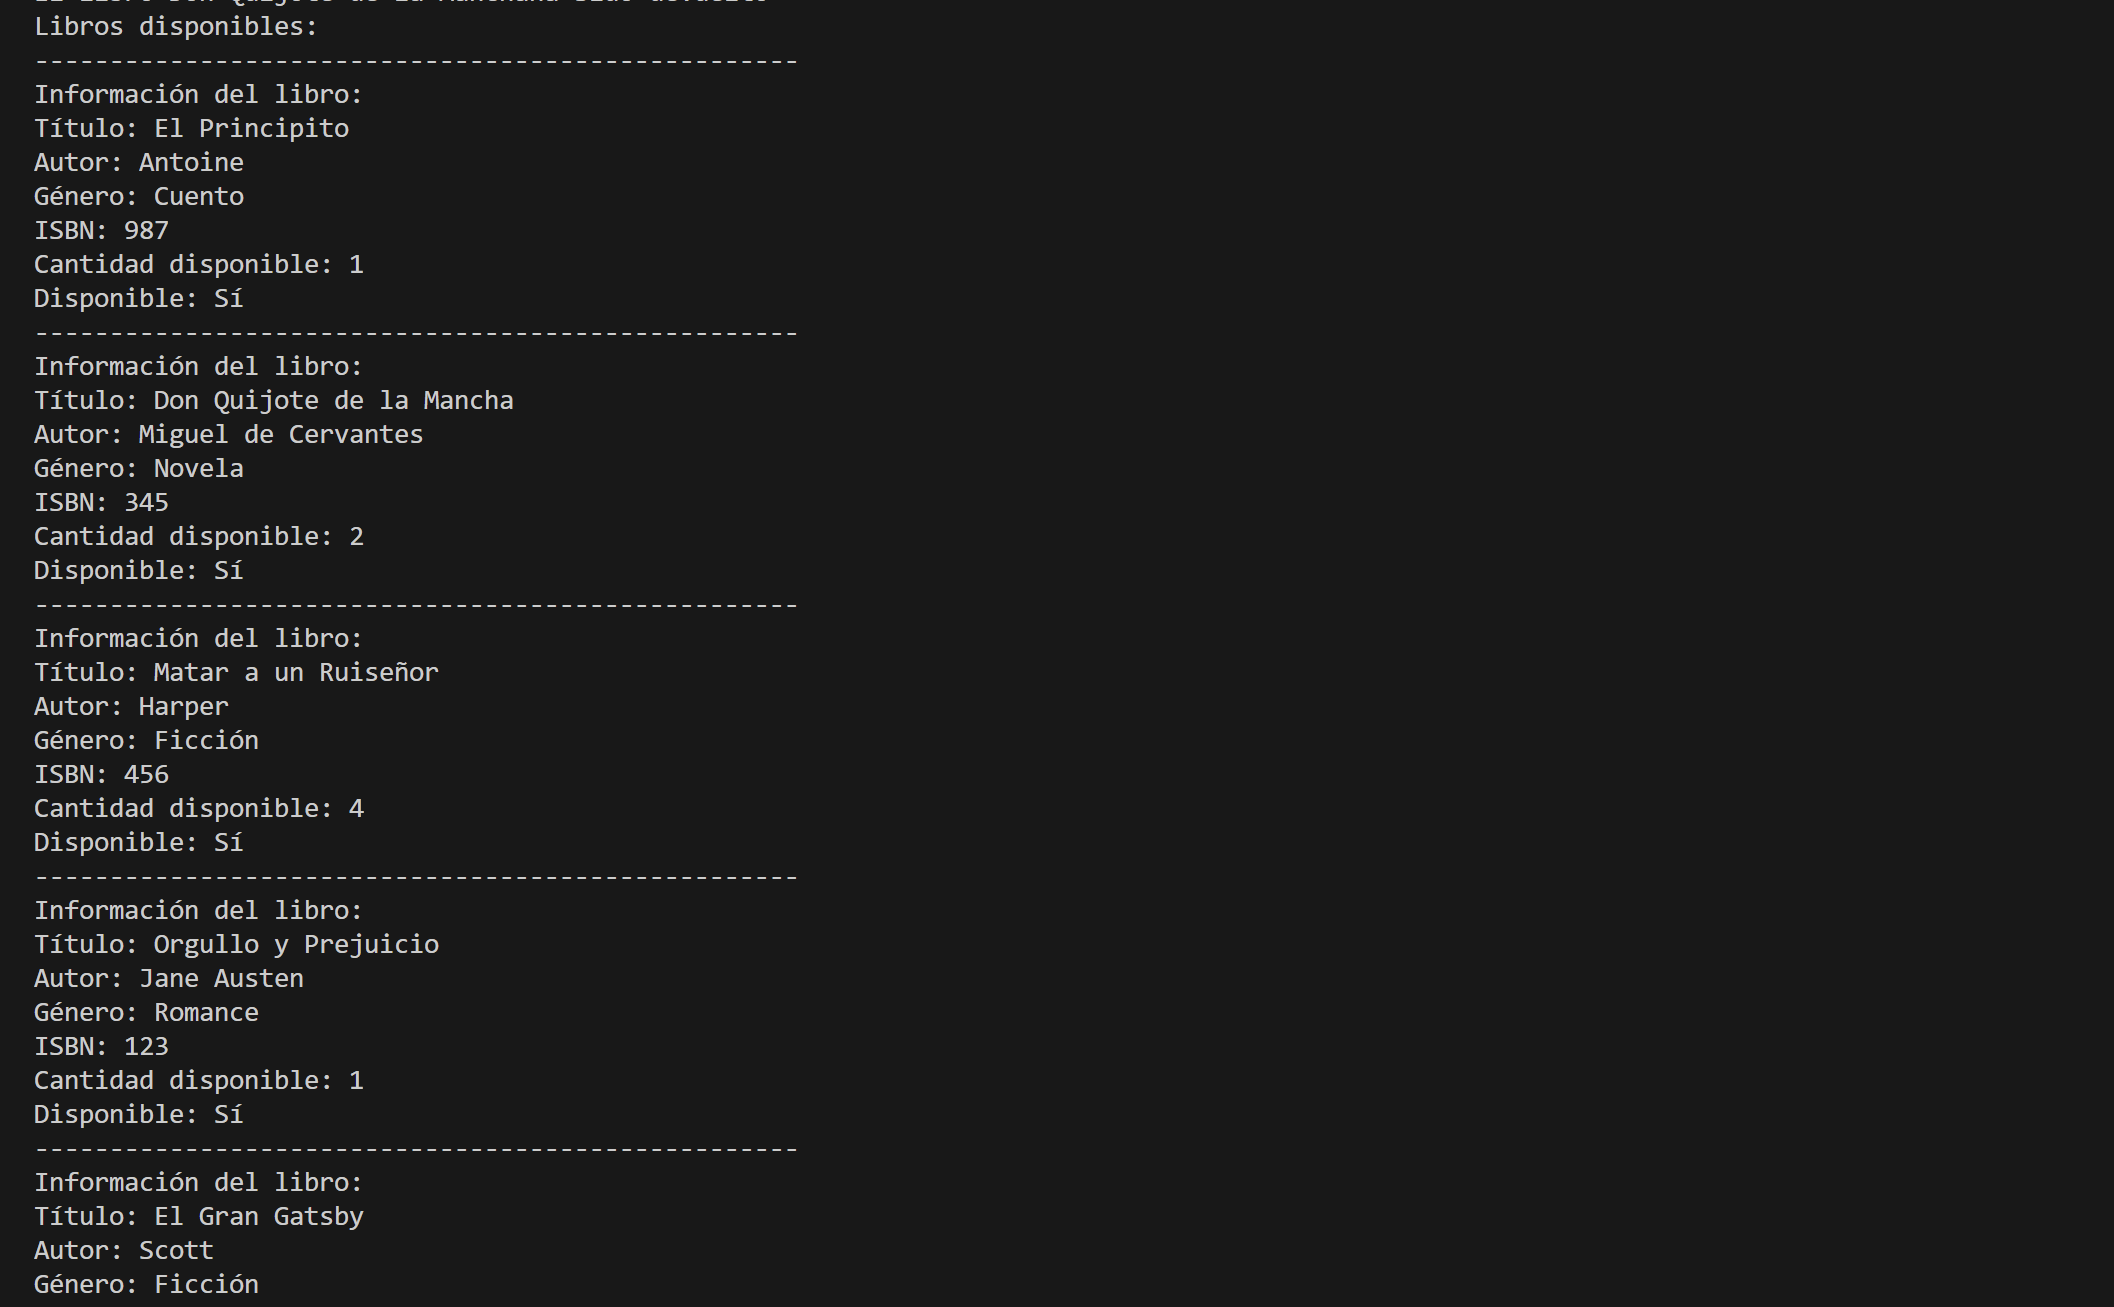 Libros disponibles:
---------------------------------------------------
Información del libro:
Título: El Principito
Autor: Antoine
Género: Cuento
ISBN: 987
Cantidad disponible: 1
Disponible: Sí
---------------------------------------------------
Información del libro:
Título: Don Quijote de la Mancha
Autor: Miguel de Cervantes
Género: Novela
ISBN: 345
Cantidad disponible: 2
Disponible: Sí
---------------------------------------------------
Información del libro:
Título: Matar a un Ruiseñor
Autor: Harper
Género: Ficción
ISBN: 456
Cantidad disponible: 4
Disponible: Sí
---------------------------------------------------
Información del libro:
Título: Orgullo y Prejuicio
Autor: Jane Austen
Género: Romance
ISBN: 123
Cantidad disponible: 1
Disponible: Sí
---------------------------------------------------
Información del libro:
Título: El Gran Gatsby
Autor: Scott
Género: Ficción